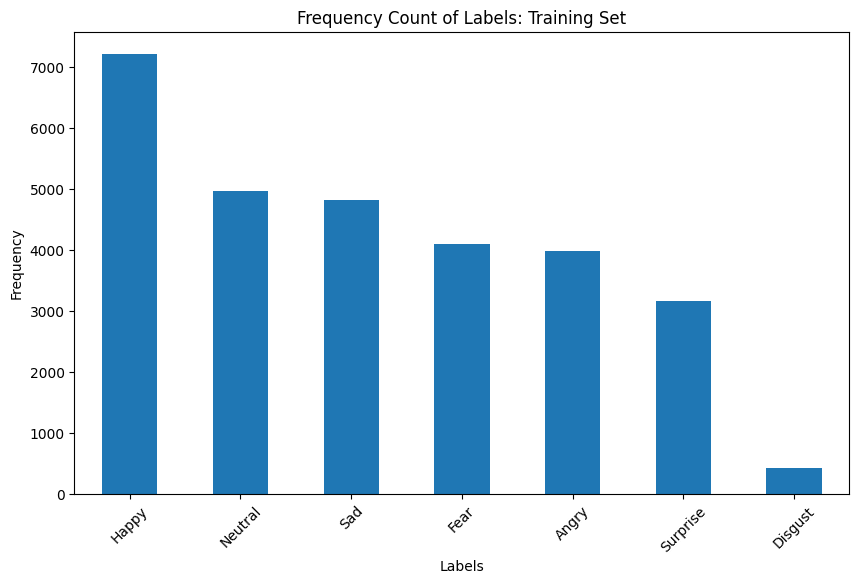 Frequency Count of Labels: Training Set
7000
6000
5000
4000
3000
2000
1000
0
Frequency
Happy
Neutral
Sad
Fear
Angry
Surprise
Disgust
Labels